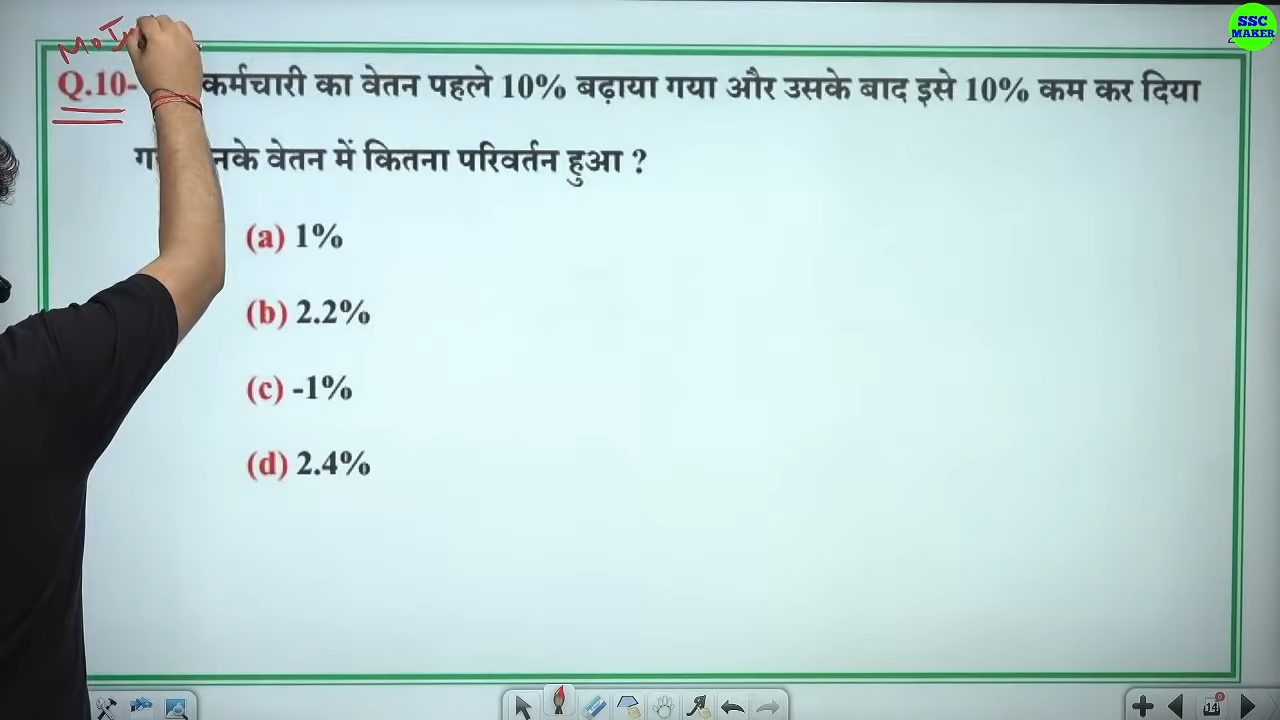 SSC
MAKER
Q.10- कर्मचारी का वेतन पहले 10% बढ़ाया गया और उसके बाद इसे 10% कम कर दिया
वेतन में कितना परिवर्तन हुआ ?
(a) 1%
(b) 2.2%
(c) -1%
(d) 2.4%
14